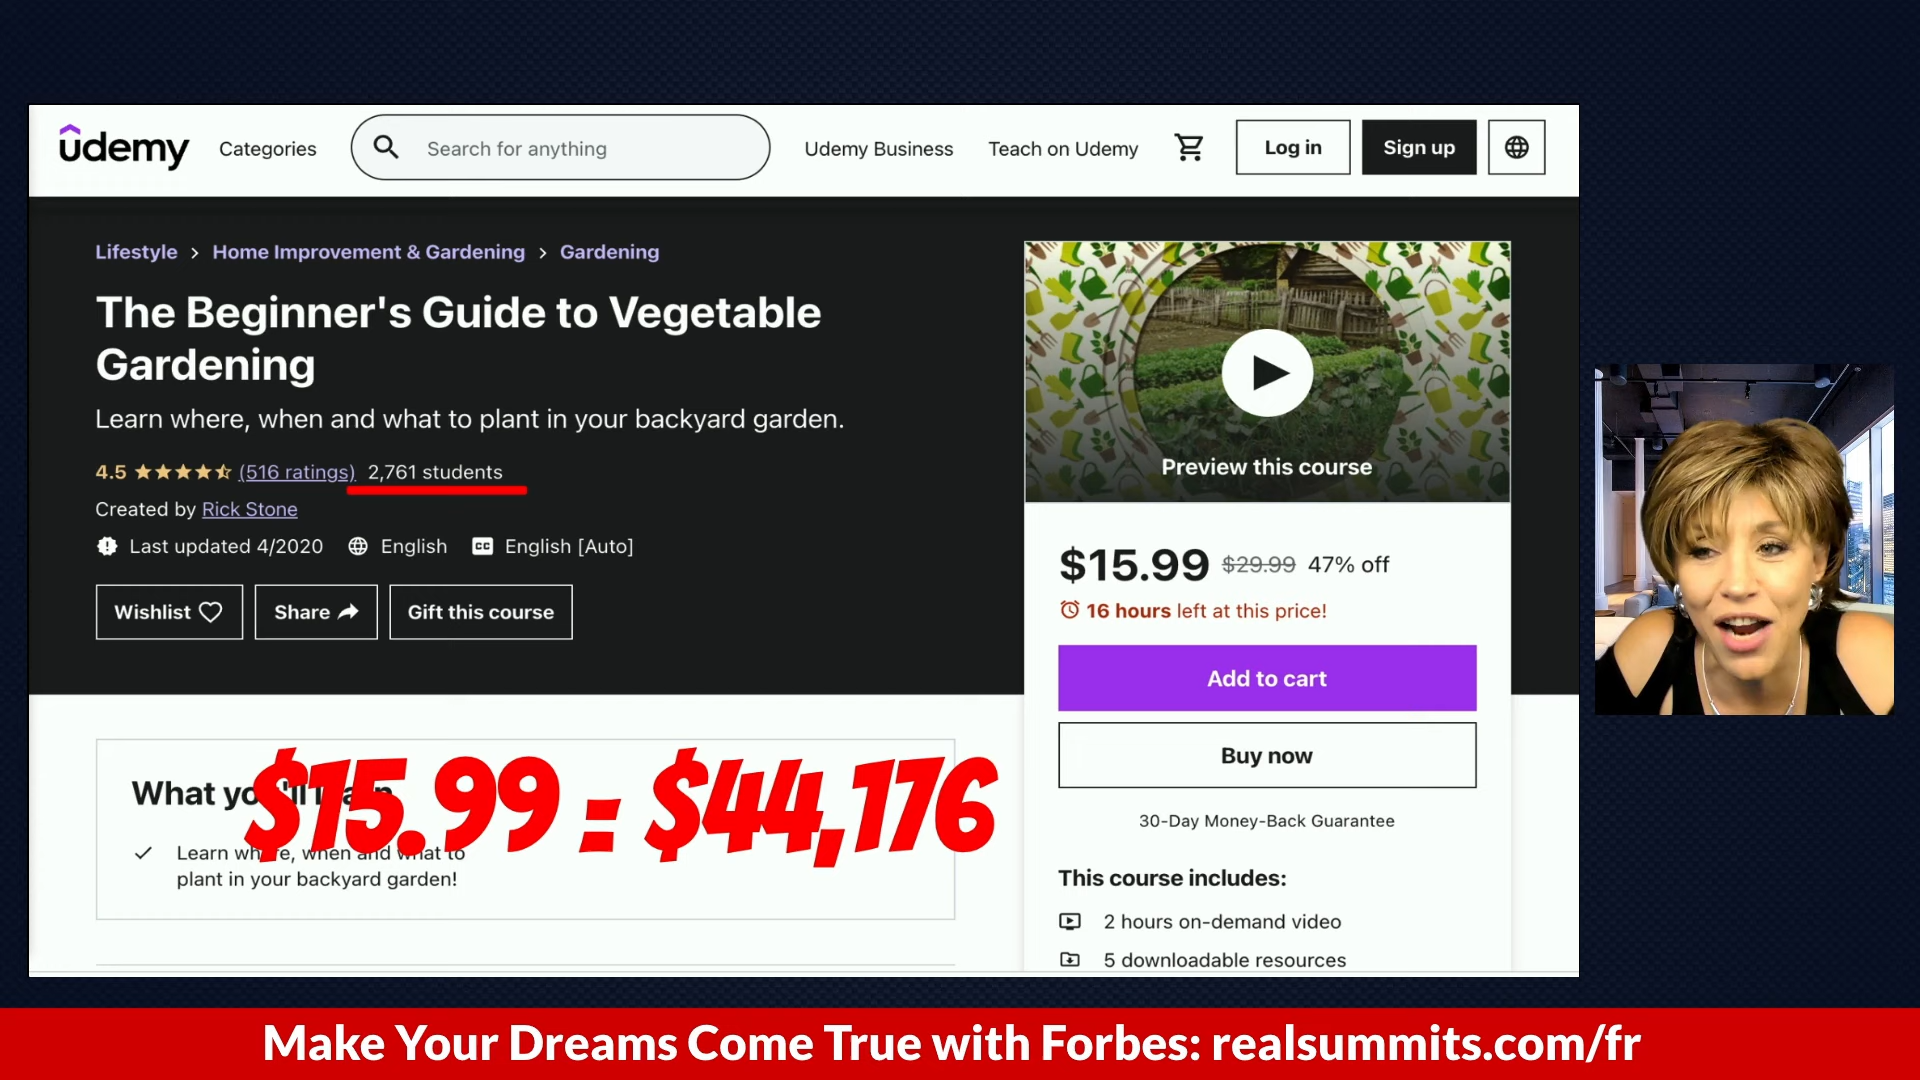 udemy
Categories
Search for anything
Udemy Business
Teach on Udemy
Log in
Sign up
Lifestyle > Home Improvement & Gardening > Gardening
The Beginner's Guide to Vegetable
Gardening
Learn where, when and what to plant in your backyard garden.
4.5 (516 ratings) 2,761 students
Created by Rick Stone
Last updated 4/2020 English CC English [Auto]
Wishlist Share Gift this course
What you'll learn
$15.99 = $44,176
Learn where, when and what to
plant in your backyard garden!
Preview this course
$15.99 $29.99 47% off
16 hours left at this price!
Add to cart
Buy now
30-Day Money-Back Guarantee
This course includes:
2 hours on-demand video
5 downloadable resources
Make Your Dreams Come True with Forbes: realsummits.com/fr